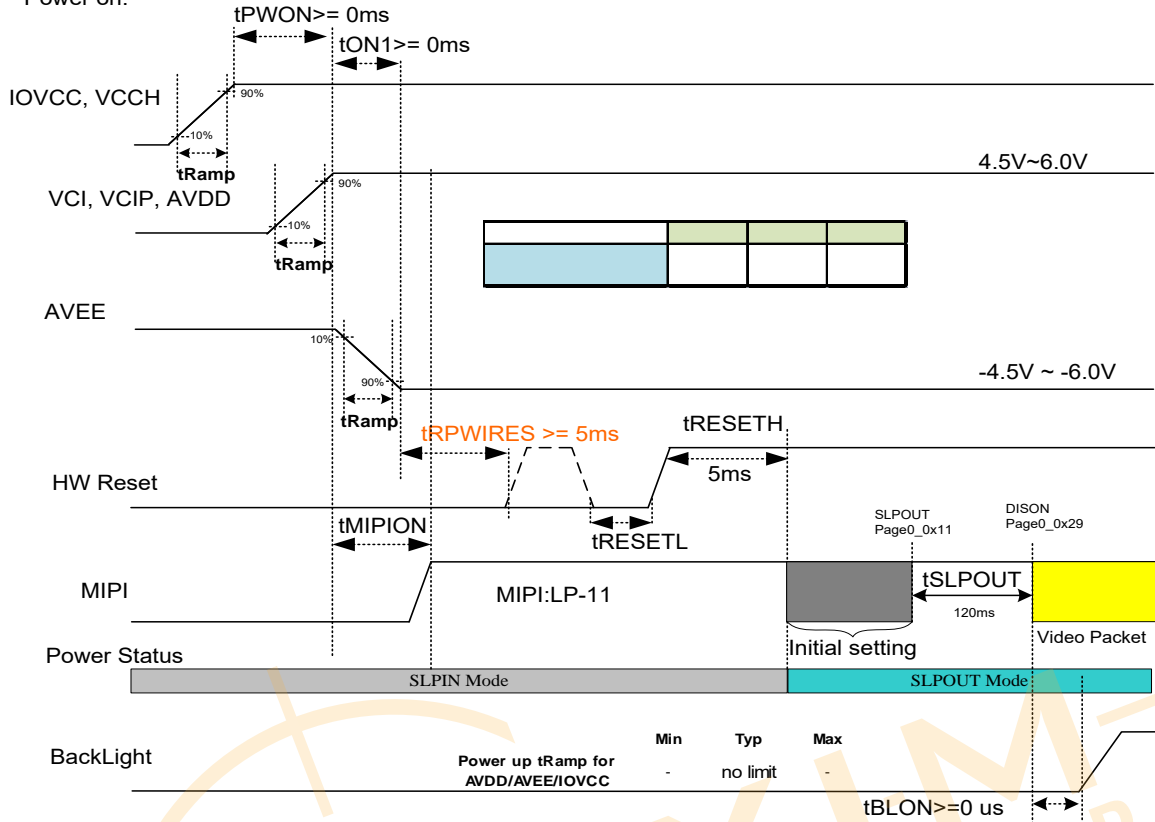 Power on:
tPWON>= 0ms
tON1>= 0ms
IOVCC, VCCH
90%
10%
tRamp
4.5V~6.0V
VCI, VCIP, AVDD
90%
10%
tRamp
AVEE
10%
90%
-4.5V ~ -6.0V
tRamp
tRPWIRES >= 5ms
tRESETH
5ms
HW Reset
tRESETL
SLPOUT
Page0_0x11
DISON
Page0_0x29
tMIPION
MIPI
MIPI:LP-11
tSLPOUT
120ms
Initial setting
Video Packet
Power Status
SLPIN Mode
SLPOUT Mode
BackLight
Min Typ Max
Power up tRamp for
AVDD/AVEE/IOVCC
- no limit -
tBLON>=0 us